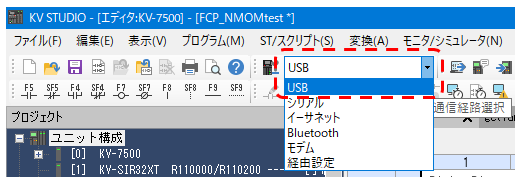 KV STUDIO - [エディタ:KV-7500] - [FCP_NMOMtest *]
ファイル(F) 編集(E) 表示(V) プログラム(M) ST/スクリプト(S) 変換(A) モニタ/シミュレータ(N)
USB
F5 SF5 F4 SF4 F7 SF7 F8 SF8 F9 SF9
USB
シリアル
イーサネット
Bluetooth
モデム
経由設定
通信経路選択
プロジェクト
ユニット構成
[0] KV-7500
[1] KV-SIR32XT R110000/R110200
1